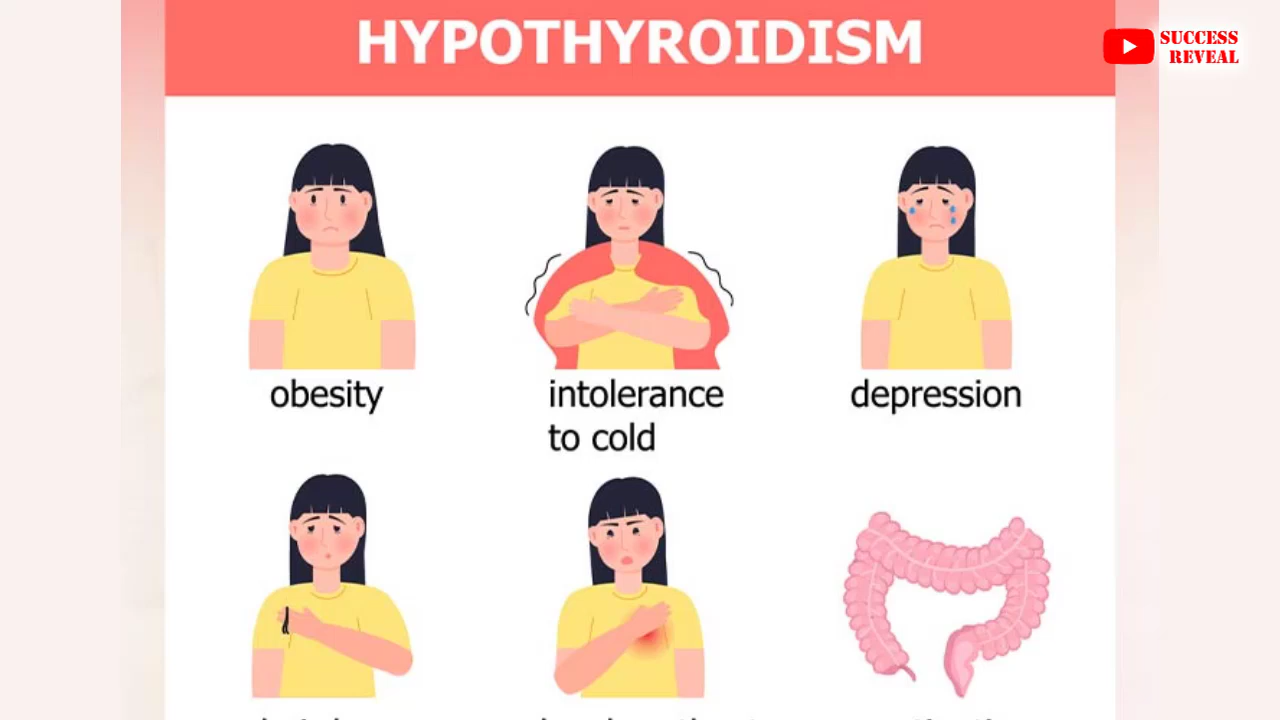 HYPOTHYROIDISM
SUCCESS
REVEAL
obesity
intolerance
to cold
depression